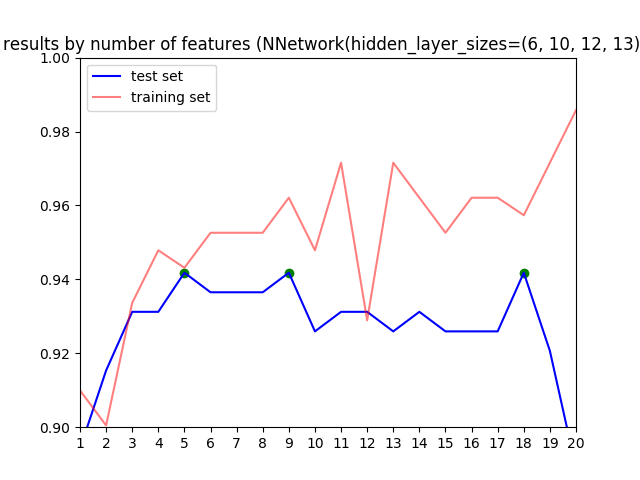 results by number of features (NNetwork(hidden_layer_sizes=(6, 10, 12, 13)
test set
training set
1.00
0.98
0.96
0.94
0.92
0.90
1 2 3 4 5 6 7 8 9 10 11 12 13 14 15 16 17 18 19 20